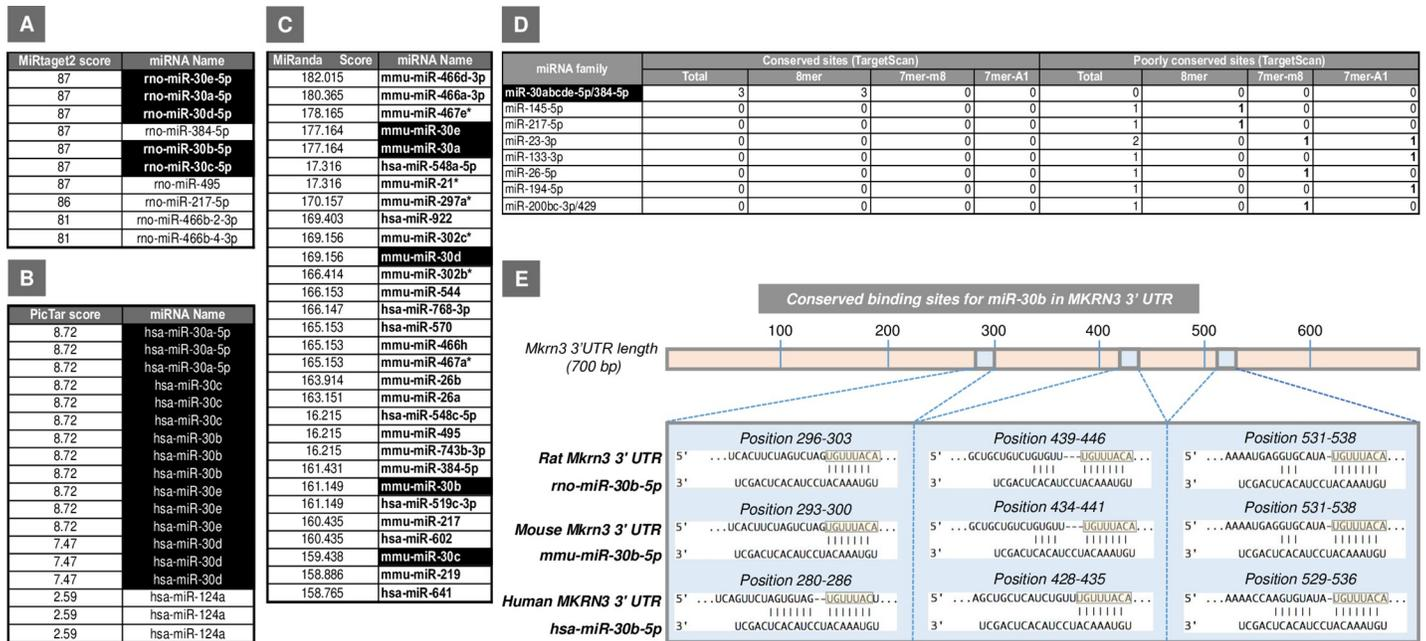 A
MiRtaget2 score miRNA Name
87 rno-miR-30e-5p
87 rno-miR-30a-5p
87 rno-miR-30d-5p
87 rno-miR-384-5p
87 rno-miR-30b-5p
87 rno-miR-30c-5p
87 rno-miR-495
86 rno-miR-217-5p
81 rno-miR-466b-2-3p
81 rno-miR-466b-4-3p
B
PicTar score miRNA Name
8.72 hsa-miR-30a-5p
8.72 hsa-miR-30a-5p
8.72 hsa-miR-30a-5p
8.72 hsa-miR-30c
8.72 hsa-miR-30c
8.72 hsa-miR-30c
8.72 hsa-miR-30b
8.72 hsa-miR-30b
8.72 hsa-miR-30b
8.72 hsa-miR-30e
8.72 hsa-miR-30e
8.72 hsa-miR-30e
7.47 hsa-miR-30d
7.47 hsa-miR-30d
7.47 hsa-miR-30d
2.59 hsa-miR-124a
2.59 hsa-miR-124a
2.59 hsa-miR-124a
C
MiRanda Score miRNA Name
182.015 mmu-miR-466d-3p
180.365 mmu-miR-466a-3p
178.165 mmu-miR-467e*
177.164 mmu-miR-30e
177.164 mmu-miR-30a
17.316 hsa-miR-548a-5p
17.316 mmu-miR-21*
170.157 mmu-miR-297a*
169.403 hsa-miR-922
169.156 mmu-miR-302c*
169.156 mmu-miR-30d
166.414 mmu-miR-302b*
166.153 mmu-miR-544
166.147 hsa-miR-768-3p
165.153 hsa-miR-570
165.153 mmu-miR-466h
165.153 mmu-miR-467a*
163.914 mmu-miR-26b
163.151 mmu-miR-26a
16.215 hsa-miR-548c-5p
16.215 mmu-miR-495
16.215 mmu-miR-743b-3p
161.431 mmu-miR-384-5p
161.149 mmu-miR-30b
161.149 hsa-miR-519c-3p
160.435 mmu-miR-217
160.435 hsa-miR-602
159.438 mmu-miR-30c
158.886 mmu-miR-219
158.765 hsa-miR-641
D
miRNA family Conserved sites (TargetScan) Poorly conserved sites (TargetScan)
Total 8mer 7mer-m8 7mer-A1 Total 8mer 7mer-m8 7mer-A1
miR-30abcde-5p/384-5p 3 3 0 0 0 0 0 0
miR-145-5p 0 0 0 0 1 1 0 0
miR-217-5p 0 0 0 0 1 1 0 0
miR-23-3p 0 0 0 0 2 0 1 1
miR-133-3p 0 0 0 0 1 0 0 1
miR-26-5p 0 0 0 0 1 0 1 0
miR-194-5p 0 0 0 0 1 0 0 1
miR-200bc-3p/429 0 0 0 0 1 0 1 0
E
Conserved binding sites for miR-30b in MKRN3 3' UTR
100 200 300 400 500 600
Mkrn3 3'UTR length
(700 bp)
Position 296-303 Position 439-446 Position 531-538
Rat Mkrn3 3' UTR 5' ...UCACUUCUAGUCUAGUGUUUACA... 5' ...GCUGCUGUCUGUGUU---UGUUUACA... 5' ...AAAAUGAGGUGCAUA-UGUUUACA...
rno-miR-30b-5p 3' UCGACUCACAUCCUACAAAUGU 3' UCGACUCACAUCCUACAAAUGU 3' UCGACUCACAUCCUACAAAUGU
Position 293-300 Position 434-441 Position 531-538
Mouse Mkrn3 3' UTR 5' ...UCACUUCUAGUCUAGUGUUUACA... 5' ...GCUGCUGUCUGUGUU---UGUUUACA... 5' ...AAAAUGAGGUGCAUA-UGUUUACA...
mmu-miR-30b-5p 3' UCGACUCACAUCCUACAAAUGU 3' UCGACUCACAUCCUACAAAUGU 3' UCGACUCACAUCCUACAAAUGU
Position 280-286 Position 428-435 Position 529-536
Human MKRN3 3' UTR 5' ...UCAGUUCUAGUGUAG--UGUUUACU... 5' ...AGCUGCUCAUCUGUUUGUUUACA... 5' ...AAAACCAAGUGUAUA-UGUUUACA...
hsa-miR-30b-5p 3' UCGACUCACAUCCUACAAAUGU 3' UCGACUCACAUCCUACAAAUGU 3' UCGACUCACAUCCUACAAAUGU